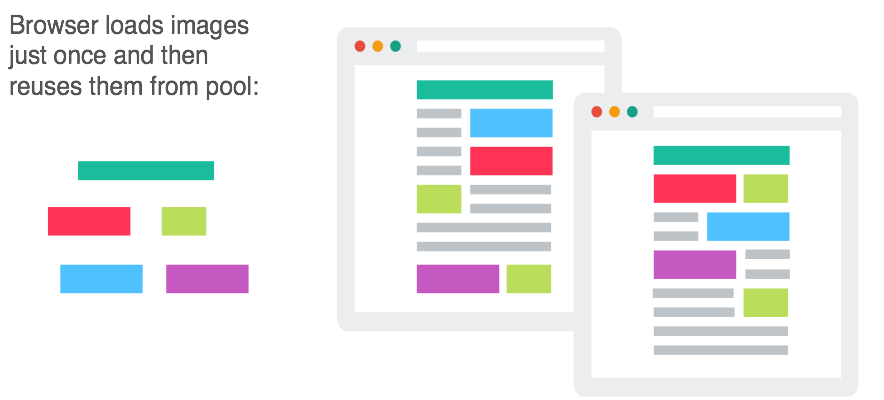 Browser loads images
just once and then
reuses them from pool: